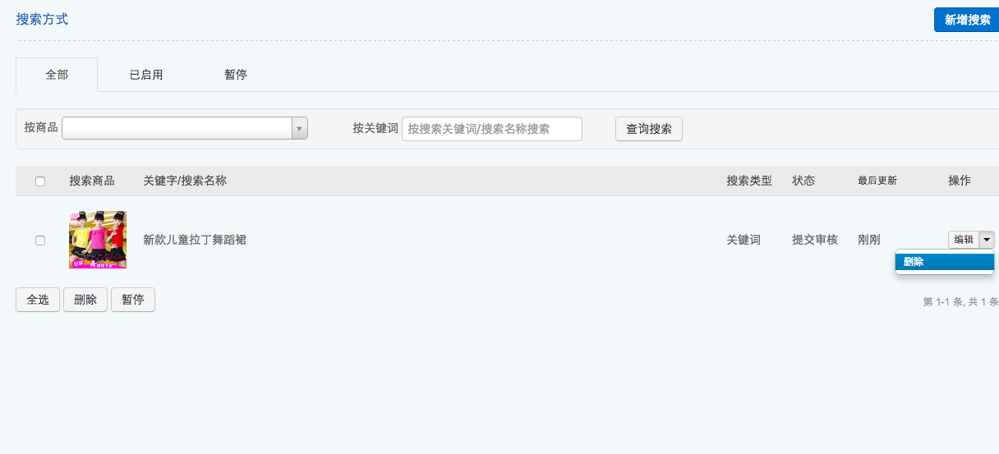 搜索方式
新增搜索
全部 已启用 暂停
按商品 按关键词 按搜索关键词/搜索名称搜索 查询搜索
搜索商品 关键字/搜索名称 搜索类型 状态 最后更新 操作
新款儿童拉丁舞蹈裙 关键词 提交审核 刚刚 编辑
删除
全选 删除 暂停
第 1-1 条, 共 1 条